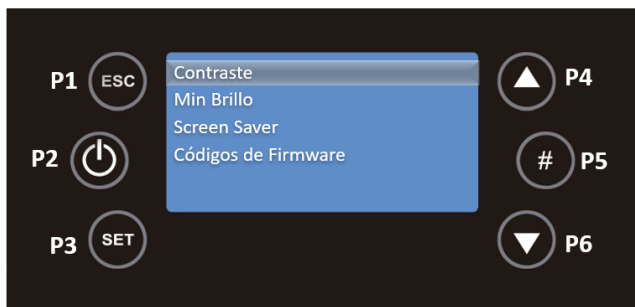 P1 ESC
P2
P3 SET
Contraste
Min Brillo
Screen Saver
Códigos de Firmware
P4
# P5
P6